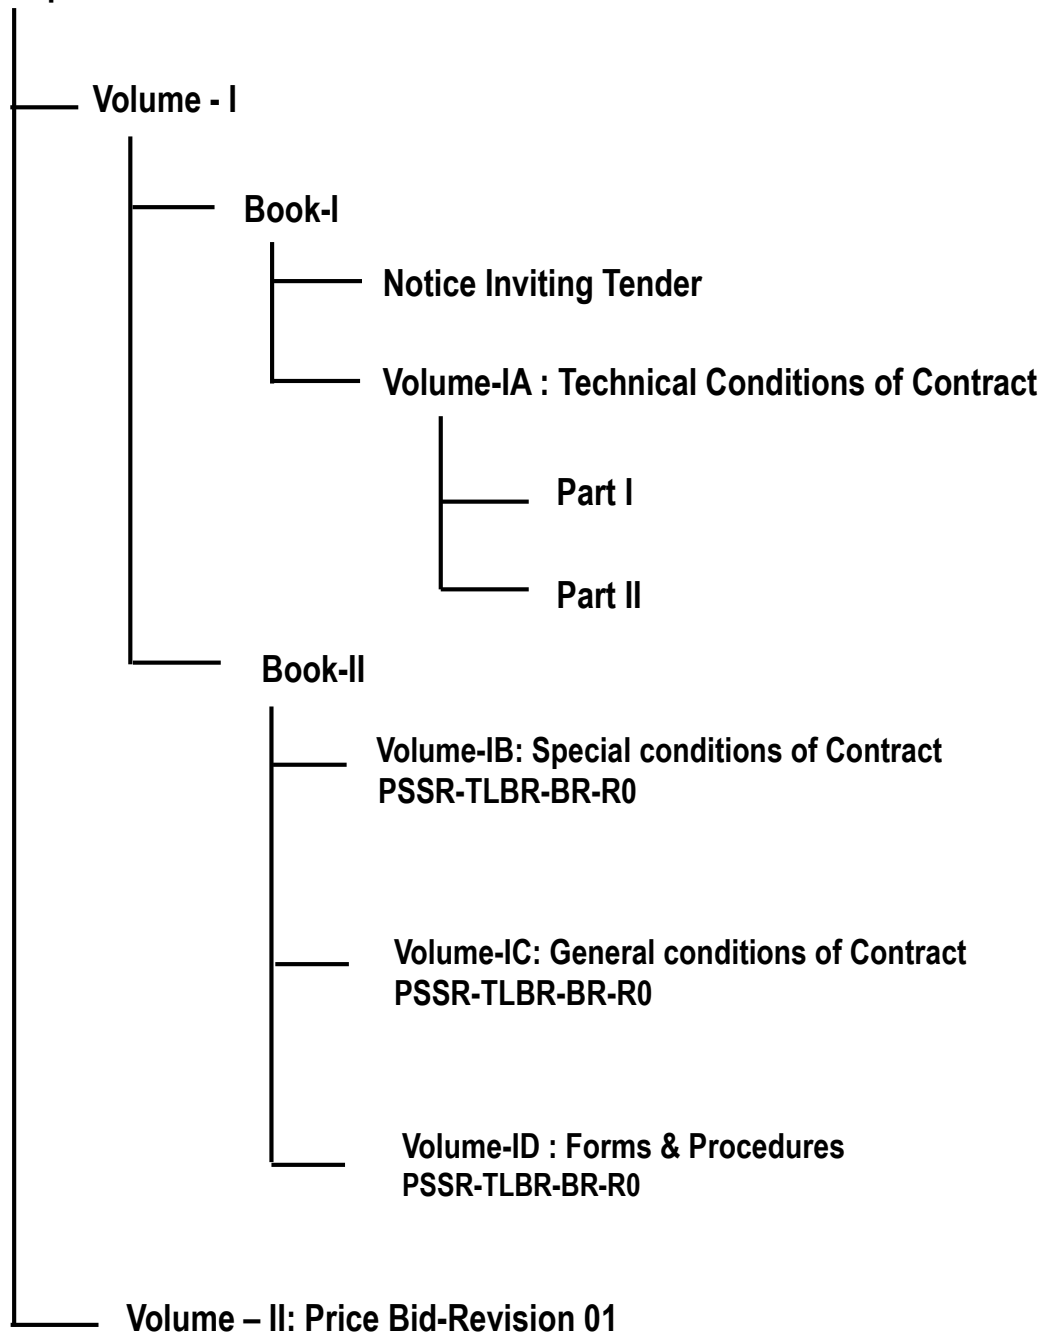 Volume - I
Book-I
Notice Inviting Tender
Volume-IA : Technical Conditions of Contract
Part I
Part II
Book-II
Volume-IB: Special conditions of Contract
PSSR-TLBR-BR-R0
Volume-IC: General conditions of Contract
PSSR-TLBR-BR-R0
Volume-ID : Forms & Procedures
PSSR-TLBR-BR-R0
Volume – II: Price Bid-Revision 01